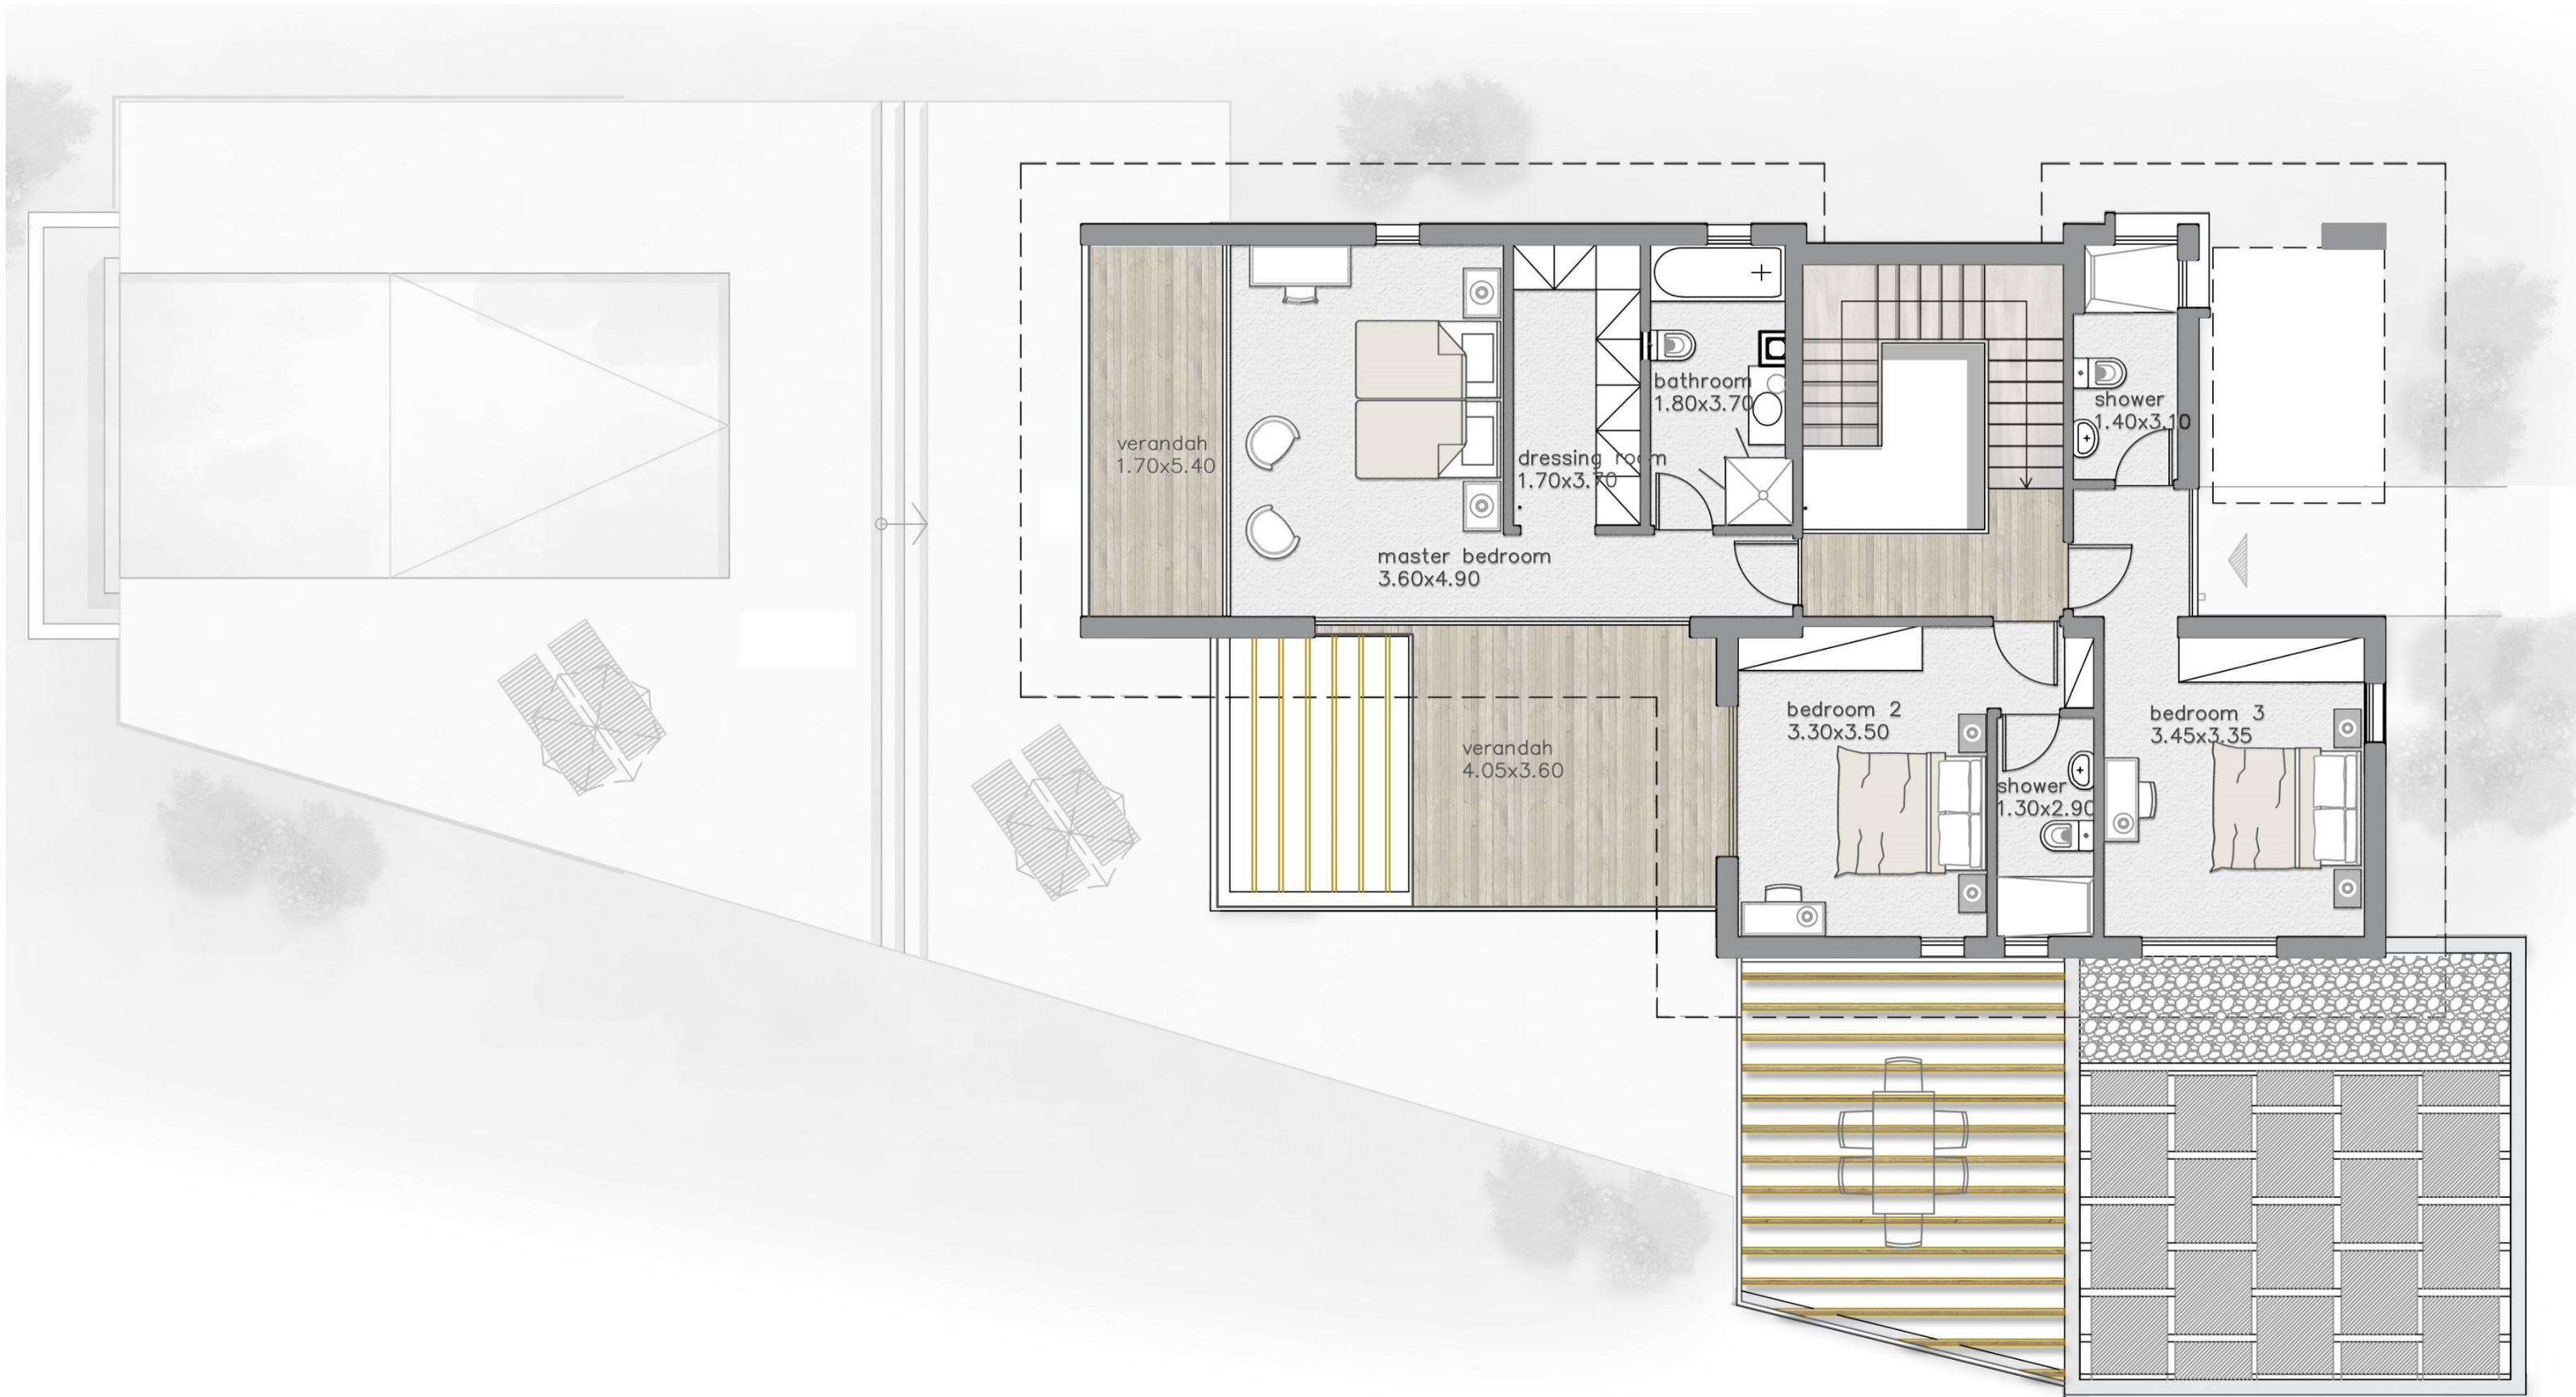 verandah
1.70x5.40
master bedroom
3.60x4.90
dressing room
1.70x3.70
bathroom
1.80x3.70
shower
1.40x3.10
verandah
4.05x3.60
bedroom 2
3.30x3.50
shower
1.30x2.90
bedroom 3
3.45x3.35